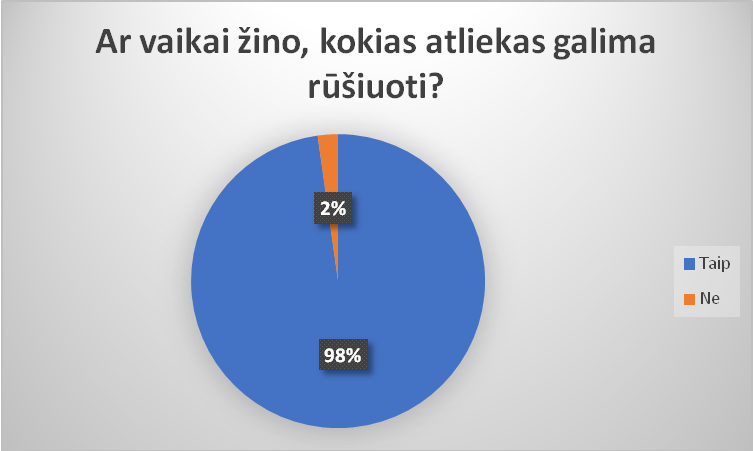 Ar vaikai žino, kokias atliekas galima
rūšiuoti?
2%
98%
Taip
Ne